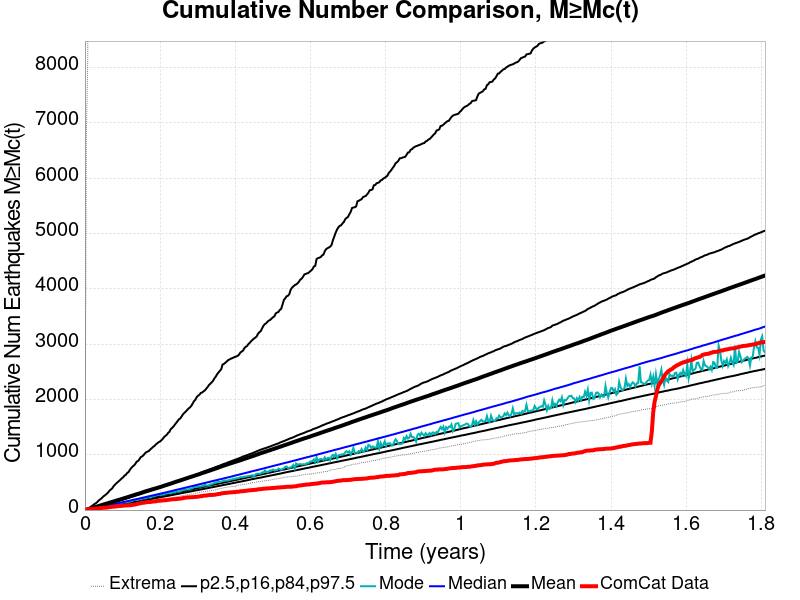 Cumulative Number Comparison, M≥Mc(t)
Cumulative Num Earthquakes M≥Mc(t)
8000
7000
6000
5000
4000
3000
2000
1000
0
0 0.2 0.4 0.6 0.8 1 1.2 1.4 1.6 1.8
Time (years)
Extrema p2.5,p16,p84,p97.5 Mode Median Mean ComCat Data